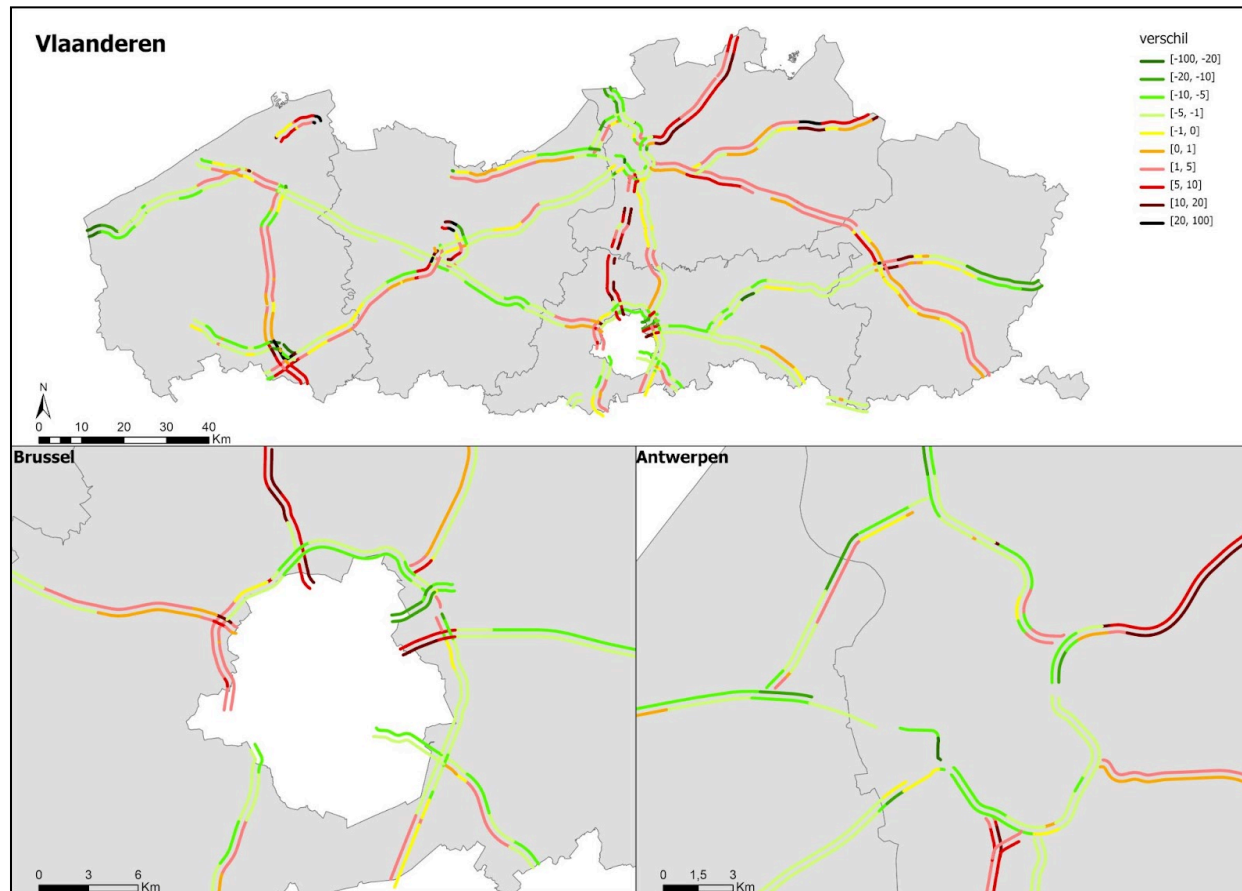 Vlaanderen
verschil
[-100, -20]
[-20, -10]
[-10, -5]
[-5, -1]
[-1, 0]
[0, 1]
[1, 5]
[5, 10]
[10, 20]
[20, 100]
N
0 10 20 30 40
Km
Brussel
0 3 6
Km
Antwerpen
0 1,5 3
Km